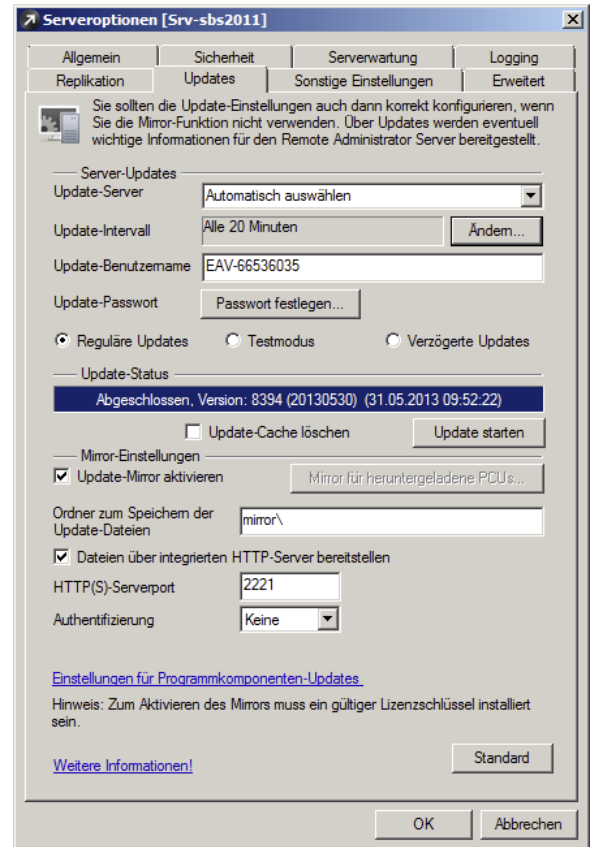 Serveroptionen [Srv-sbs2011]
Allgemein
Sicherheit
Serverwartung
Logging
Replikation
Updates
Sonstige Einstellungen
Erweitert
Sie sollten die Update-Einstellungen auch dann korrekt konfigurieren, wenn
Sie die Mirror-Funktion nicht verwenden. Über Updates werden eventuell
wichtige Informationen für den Remote Administrator Server bereitgestellt.
Server-Updates
Update-Server
Automatisch auswählen
Update-Intervall
Alle 20 Minuten
Ändern...
Update-Benutzername
EAV-66536035
Update-Passwort
Passwort festlegen...
Reguläre Updates
Testmodus
Verzögerte Updates
Update-Status
Abgeschlossen, Version: 8394 (20130530) (31.05.2013 09:52:22)
Update-Cache löschen
Update starten
Mirror-Einstellungen
Update-Mirror aktivieren
Mirror für heruntergeladene PCUs...
Ordner zum Speichern der
Update-Dateien
mirror\
Dateien über integrierten HTTP-Server bereitstellen
HTTP(S)-Serverport
2221
Authentifizierung
Keine
Einstellungen für Programmkomponenten-Updates
Hinweis: Zum Aktivieren des Mirrors muss ein gültiger Lizenzschlüssel installiert
sein.
Weitere Informationen!
Standard
OK
Abbrechen